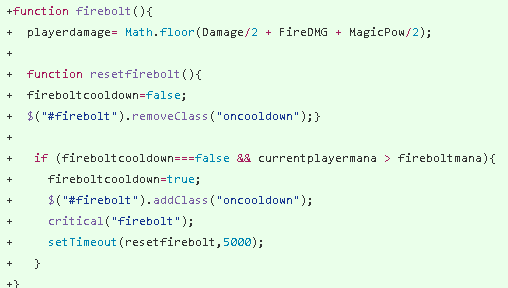 +function firebolt(){
+  playerdamage= Math.floor(Damage/2 + FireDMG + MagicPow/2);
+
+  function resetfirebolt(){
+  fireboltcooldown=false;
+  $("#firebolt").removeClass("oncooldown");}
+
+   if (fireboltcooldown===false && currentplayermana > fireboltmana){
+     fireboltcooldown=true;
+     $("#firebolt").addClass("oncooldown");
+     critical("firebolt");
+     setTimeout(resetfirebolt,5000);
+   }
+}